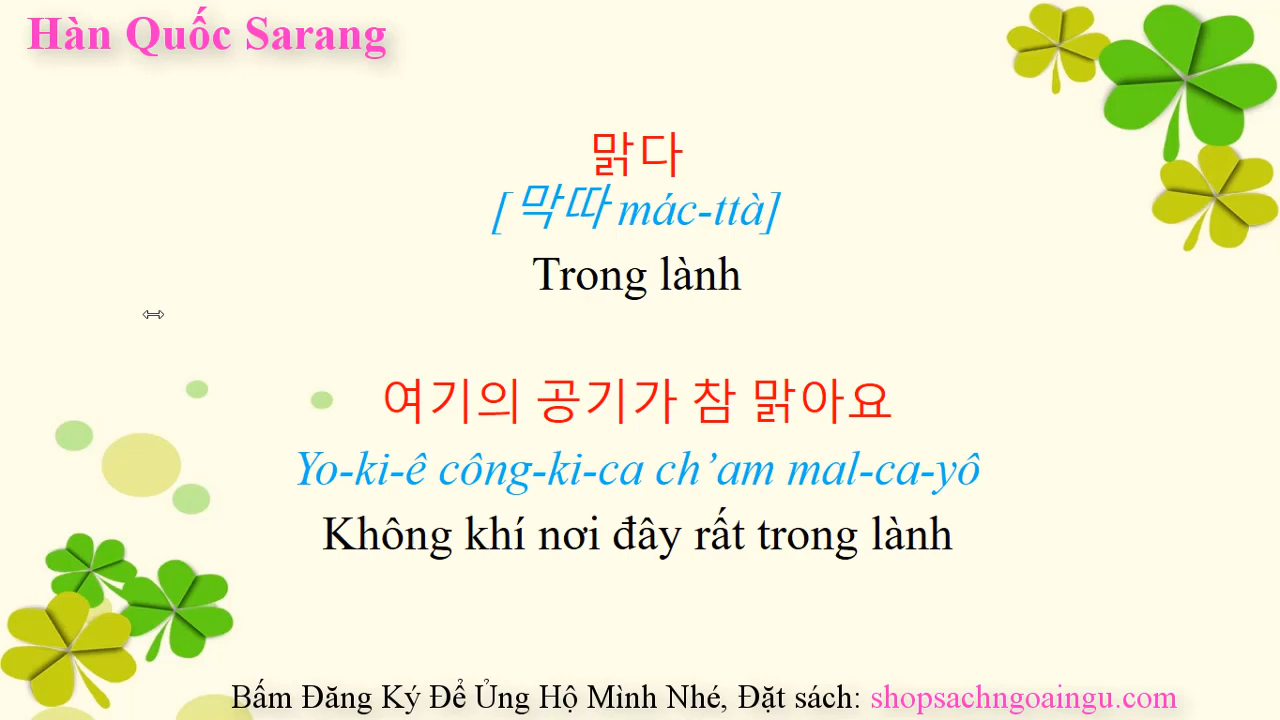 Hàn Quốc Sarang
맑다
[막따 mác-ttà]
Trong lành
여기의 공기가 참 맑아요
Yo-ki-ê công-ki-ca ch’am mal-ca-yô
Không khí nơi đây rất trong lành
Bấm Đăng Ký Để Ủng Hộ Mình Nhé, Đặt sách: shopsachngoaingu.com